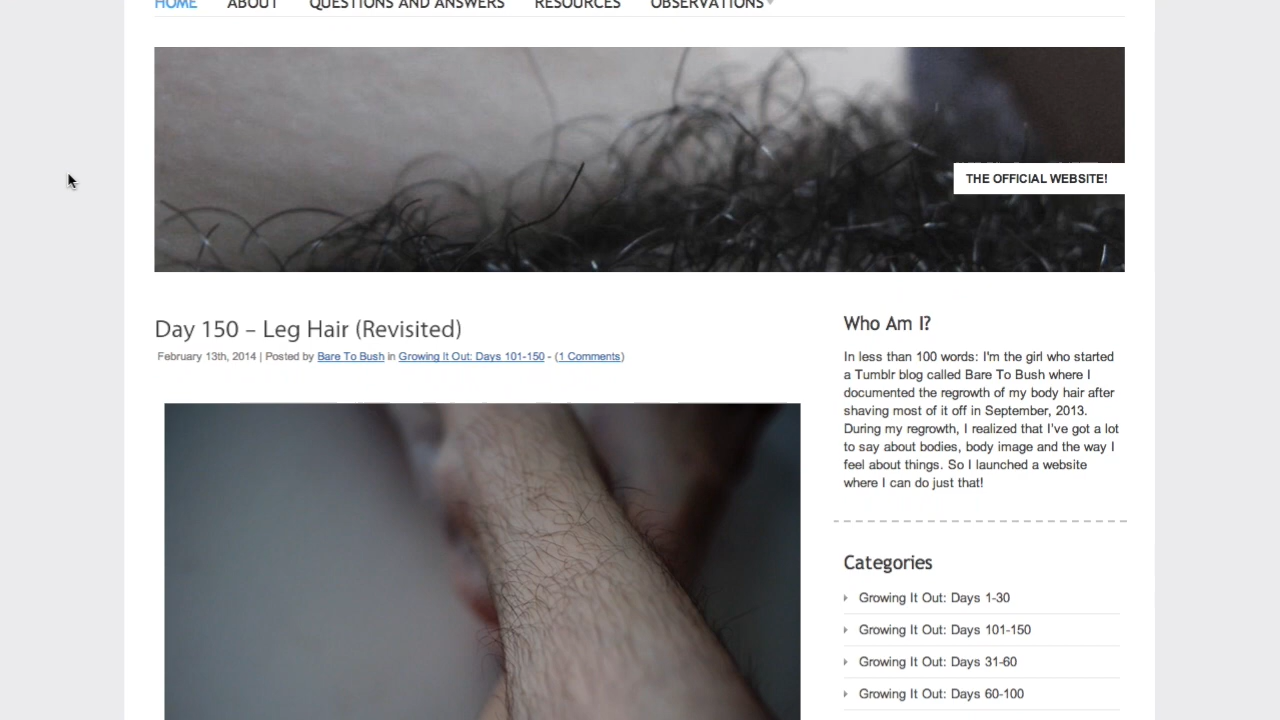 HOME ABOUT QUESTIONS AND ANSWERS RESOURCES OBSERVATIONS
THE OFFICIAL WEBSITE!
Day 150 – Leg Hair (Revisited)
February 13th, 2014 | Posted by Bare To Bush in Growing It Out: Days 101-150 - (1 Comments)
Who Am I?
In less than 100 words: I'm the girl who started
a Tumblr blog called Bare To Bush where I
documented the regrowth of my body hair after
shaving most of it off in September, 2013.
During my regrowth, I realized that I've got a lot
to say about bodies, body image and the way I
feel about things. So I launched a website
where I can do just that!
Categories
Growing It Out: Days 1-30
Growing It Out: Days 101-150
Growing It Out: Days 31-60
Growing It Out: Days 60-100